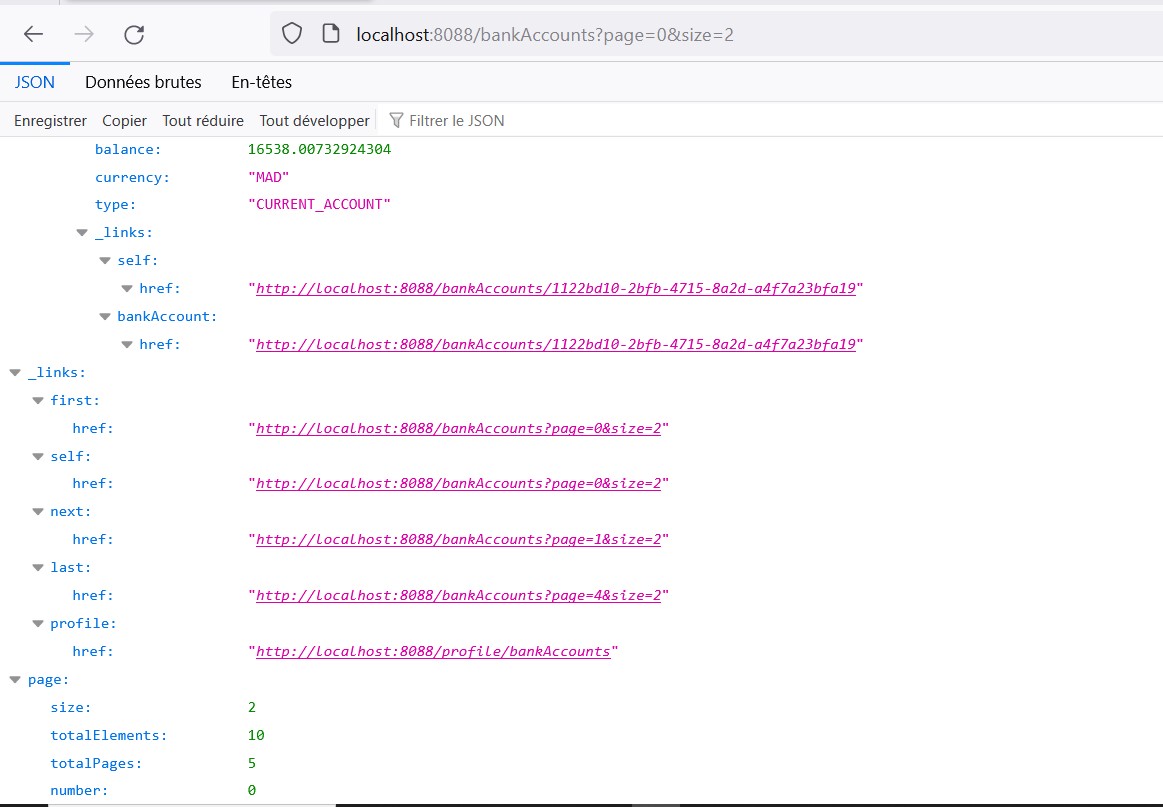 localhost:8088/bankAccounts?page=0&size=2
JSON Données brutes En-têtes
Enregistrer Copier Tout réduire Tout développer Filtrer le JSON
balance: 16538.00732924304
currency: "MAD"
type: "CURRENT_ACCOUNT"
_links:
self:
href: "http://localhost:8088/bankAccounts/1122bd10-2bfb-4715-8a2d-a4f7a23bfa19"
bankAccount:
href: "http://localhost:8088/bankAccounts/1122bd10-2bfb-4715-8a2d-a4f7a23bfa19"
_links:
first:
href: "http://localhost:8088/bankAccounts?page=0&size=2"
self:
href: "http://localhost:8088/bankAccounts?page=0&size=2"
next:
href: "http://localhost:8088/bankAccounts?page=1&size=2"
last:
href: "http://localhost:8088/bankAccounts?page=4&size=2"
profile:
href: "http://localhost:8088/profile/bankAccounts"
page:
size: 2
totalElements: 10
totalPages: 5
number: 0